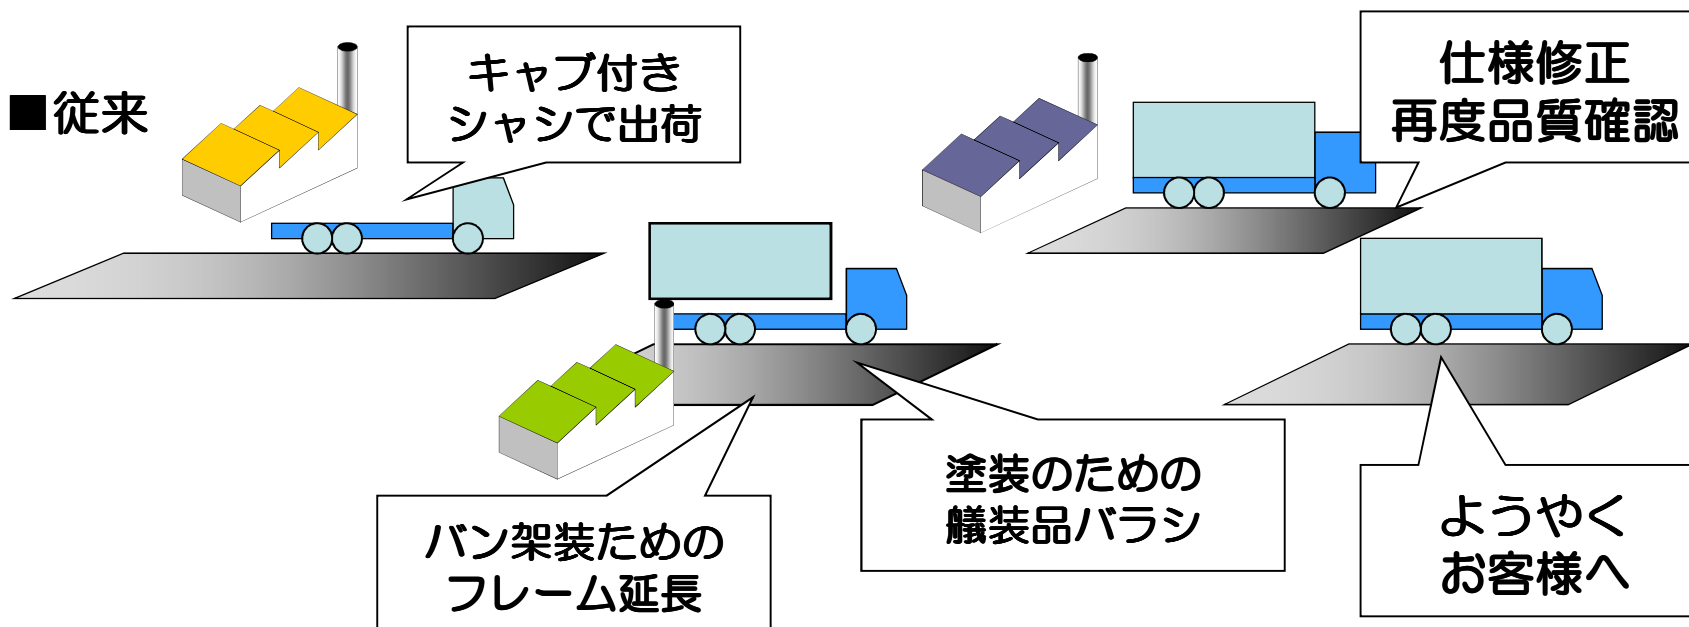 ■従来
キャブ付き
シャシで出荷
バン架装ための
フレーム延長
塗装のための
艤装品バラシ
仕様修正
再度品質確認
ようやく
お客様へ